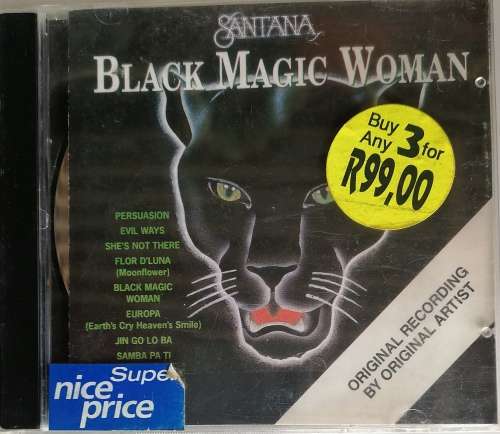 SANTANA
BLACK MAGIC WOMAN
Buy 3 for
Any
R99,00
PERSUASION
EVIL WAYS
SHE'S NOT THERE
FLOR D'LUNA
(Moonflower)
BLACK MAGIC
WOMAN
EUROPA
(Earth's Cry Heaven's Smile)
JIN GO LO BA
SAMBA PA TI
ORIGINAL RECORDING
BY ORIGINAL ARTIST
Super
nice
price